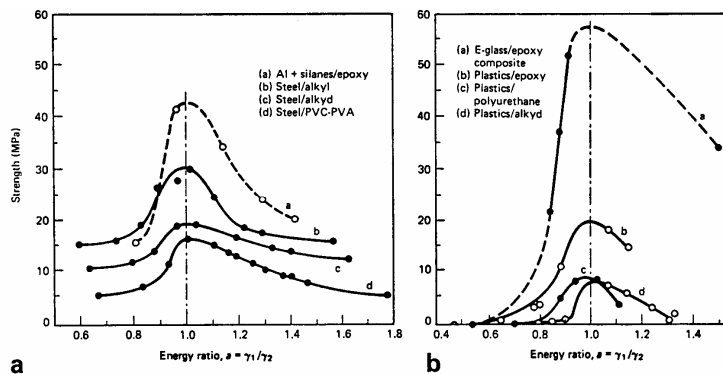 60
50
40
30
20
10
0
Strength (MPa)
(a) Al + silanes/epoxy
(b) Steel/alkyl
(c) Steel/alkyd
(d) Steel/PVC-PVA
a
b
c
d
0.6
0.8
1.0
1.2
1.4
1.6
1.8
Energy ratio, a = γ1/γ2
a
60
50
40
30
20
10
0
(a) E-glass/epoxy
composite
(b) Plastics/epoxy
(c) Plastics/
polyurethane
(d) Plastics/alkyd
a
b
c
d
0.4
0.6
0.8
1.0
1.2
1.4
Energy ratio, a = γ1/γ2
b